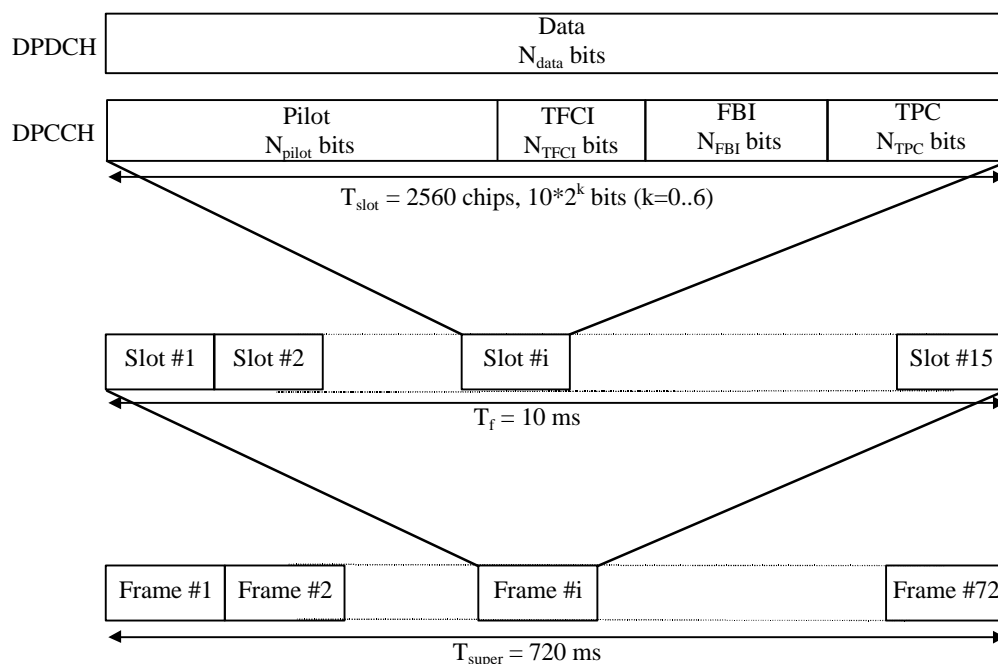 DPDCH
Data
N_data bits
DPCCH
Pilot
N_pilot bits
TFCI
N_TFCI bits
FBI
N_FBI bits
TPC
N_TPC bits
T_slot = 2560 chips, 10*2^k bits (k=0..6)
Slot #1
Slot #2
Slot #i
Slot #15
T_f = 10 ms
Frame #1
Frame #2
Frame #i
Frame #72
T_super = 720 ms